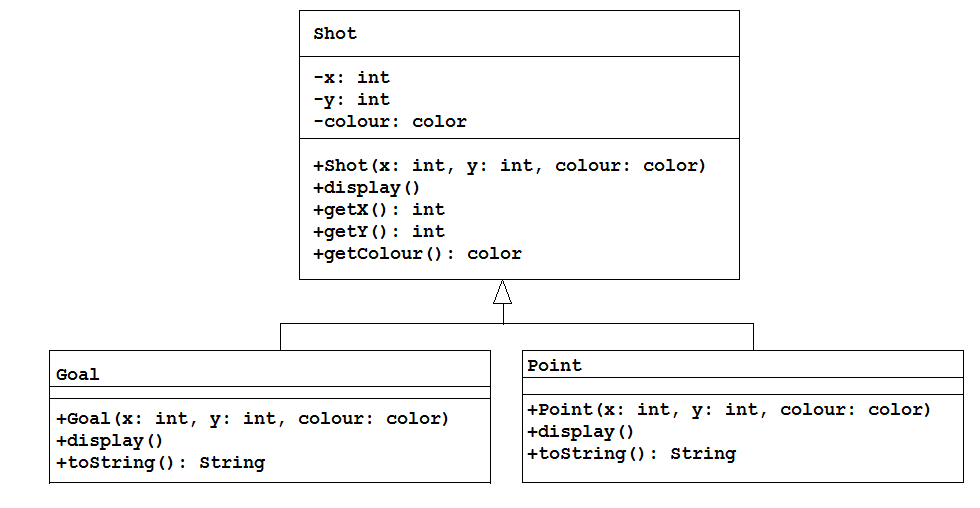 Shot
-x: int
-y: int
-colour: color
+Shot(x: int, y: int, colour: color)
+display()
+getX(): int
+getY(): int
+getColour(): color
Goal
+Goal(x: int, y: int, colour: color)
+display()
+toString(): String
Point
+Point(x: int, y: int, colour: color)
+display()
+toString(): String